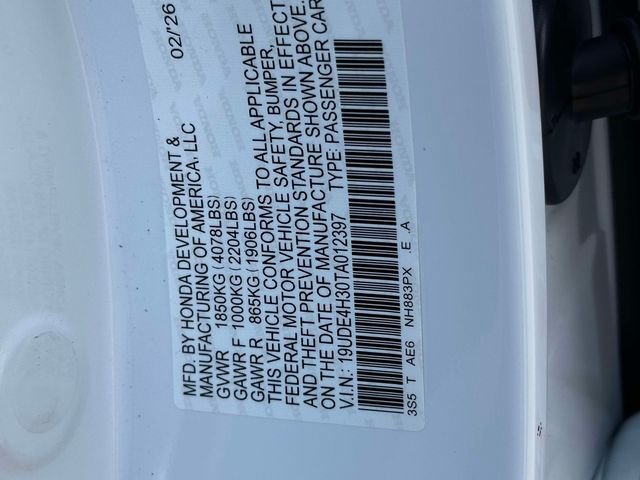 MFD. BY HONDA DEVELOPMENT &
MANUFACTURING OF AMERICA, LLC 02/'26
GVWR 1850KG(4078LBS)
GAWR F 1000KG(2204LBS)
GAWR R 865KG(1906LBS)
THIS VEHICLE CONFORMS TO ALL APPLICABLE
FEDERAL MOTOR VEHICLE SAFETY, BUMPER,
AND THEFT PREVENTION STANDARDS IN EFFECT
ON THE DATE OF MANUFACTURE SHOWN ABOVE.
V.I.N.: 19UDE4H30TA012397 TYPE: PASSENGER CAR
3S5 T AE6 NH883PX .E .A